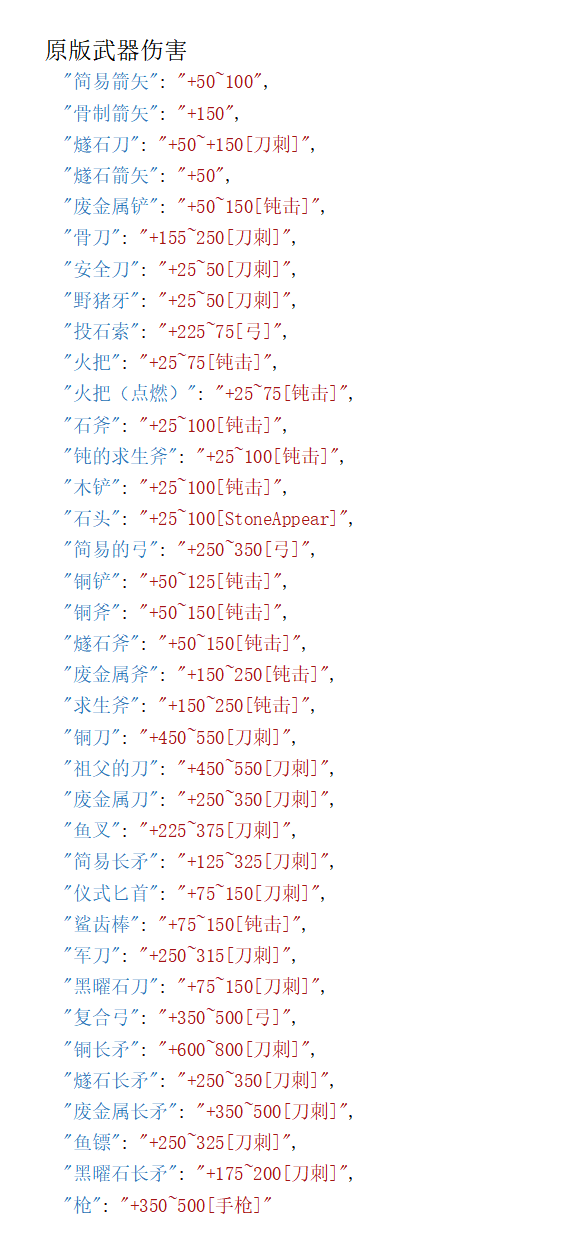 原版武器伤害
"简易箭矢": "+50~100",
"骨制箭矢": "+150",
"燧石刀": "+50~+150[刀刺]",
"燧石箭矢": "+50",
"废金属铲": "+50~150[钝击]",
"骨刀": "+155~250[刀刺]",
"安全刀": "+25~50[刀刺]",
"野猪牙": "+25~50[刀刺]",
"投石索": "+225~75[弓]",
"火把": "+25~75[钝击]",
"火把（点燃）": "+25~75[钝击]",
"石斧": "+25~100[钝击]",
"钝的求生斧": "+25~100[钝击]",
"木铲": "+25~100[钝击]",
"石头": "+25~100[StoneAppear]",
"简易的弓": "+250~350[弓]",
"铜铲": "+50~125[钝击]",
"铜斧": "+50~150[钝击]",
"燧石斧": "+50~150[钝击]",
"废金属斧": "+150~250[钝击]",
"求生斧": "+150~250[钝击]",
"铜刀": "+450~550[刀刺]",
"祖父的刀": "+450~550[刀刺]",
"废金属刀": "+250~350[刀刺]",
"鱼叉": "+225~375[刀刺]",
"简易长矛": "+125~325[刀刺]",
"仪式匕首": "+75~150[刀刺]",
"鲨齿棒": "+75~150[钝击]",
"军刀": "+250~315[刀刺]",
"黑曜石刀": "+75~150[刀刺]",
"复合弓": "+350~500[弓]",
"铜长矛": "+600~800[刀刺]",
"燧石长矛": "+250~350[刀刺]",
"废金属长矛": "+350~500[刀刺]",
"鱼镖": "+250~325[刀刺]",
"黑曜石长矛": "+175~200[刀刺]",
"枪": "+350~500[手枪]"